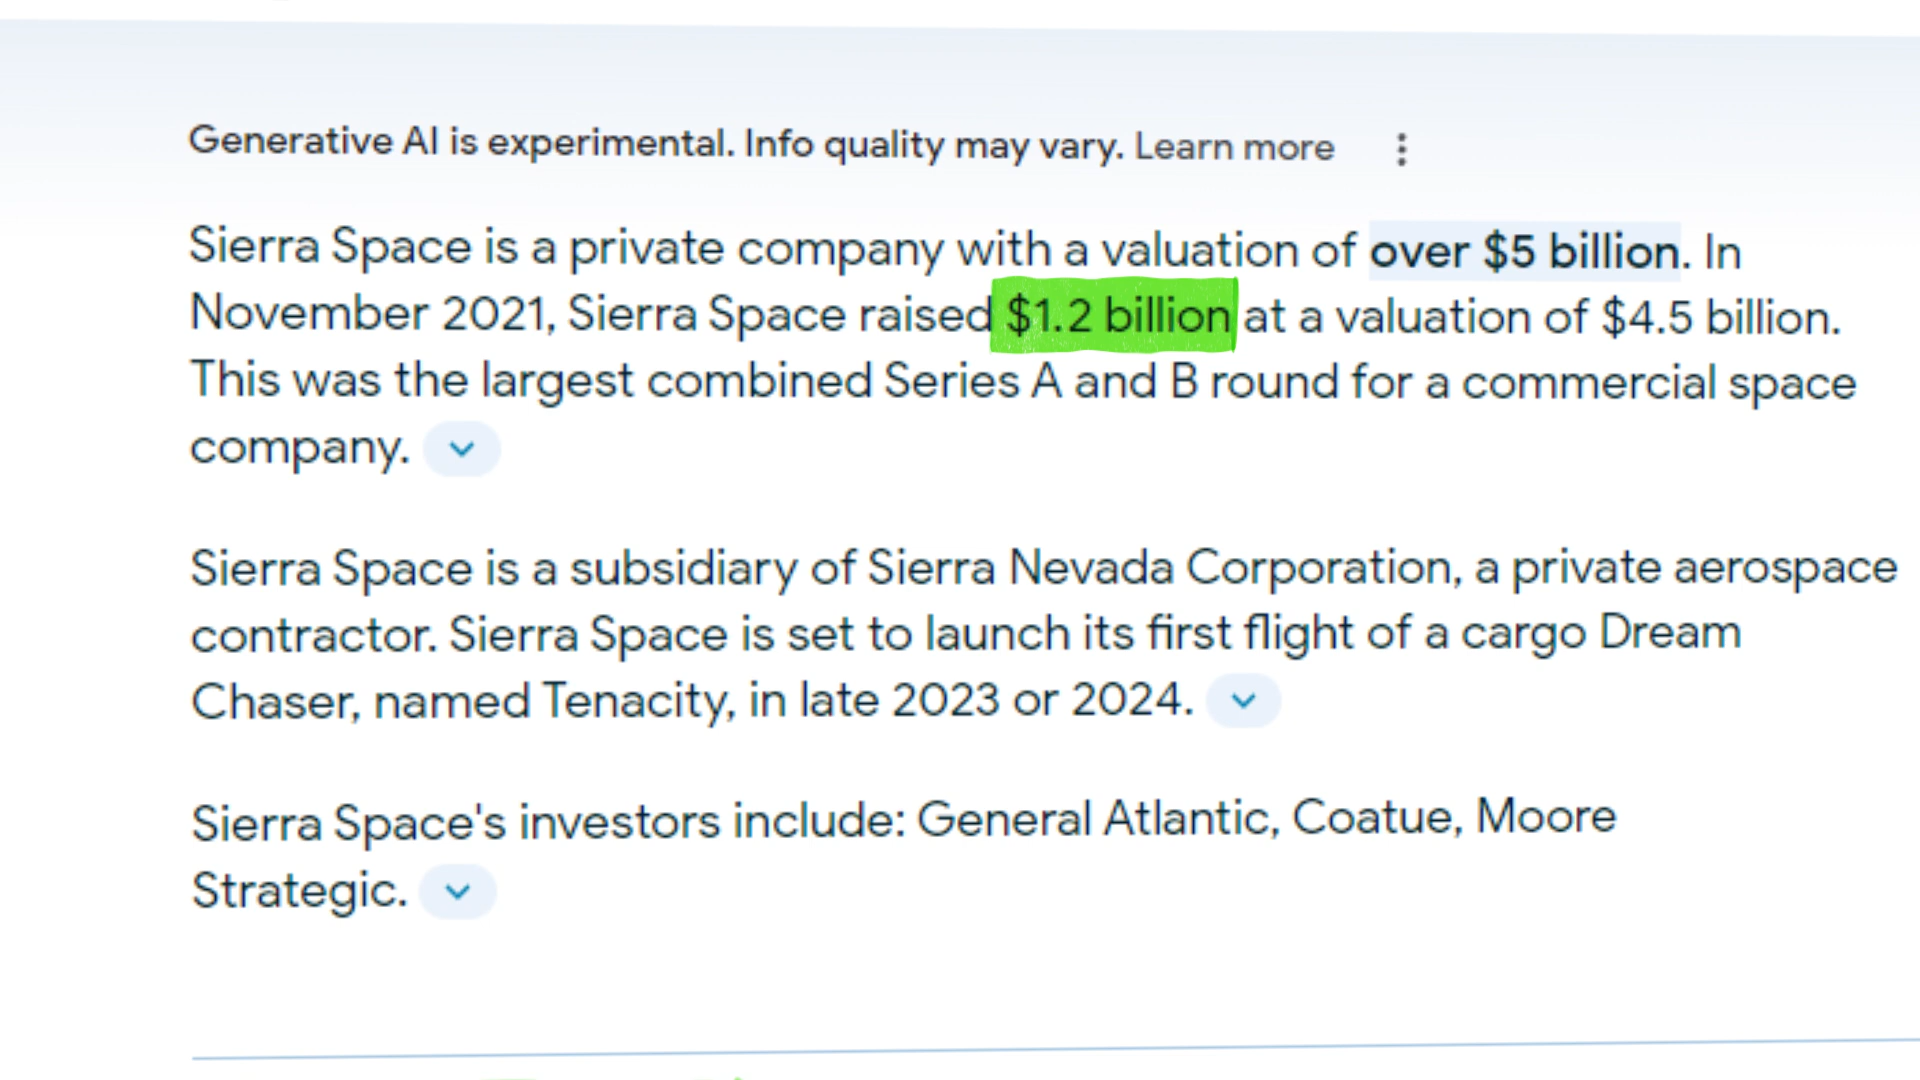 Generative AI is experimental. Info quality may vary. Learn more
Sierra Space is a private company with a valuation of over $5 billion. In
November 2021, Sierra Space raised $1.2 billion at a valuation of $4.5 billion.
This was the largest combined Series A and B round for a commercial space
company.
Sierra Space is a subsidiary of Sierra Nevada Corporation, a private aerospace
contractor. Sierra Space is set to launch its first flight of a cargo Dream
Chaser, named Tenacity, in late 2023 or 2024.
Sierra Space's investors include: General Atlantic, Coatue, Moore
Strategic.